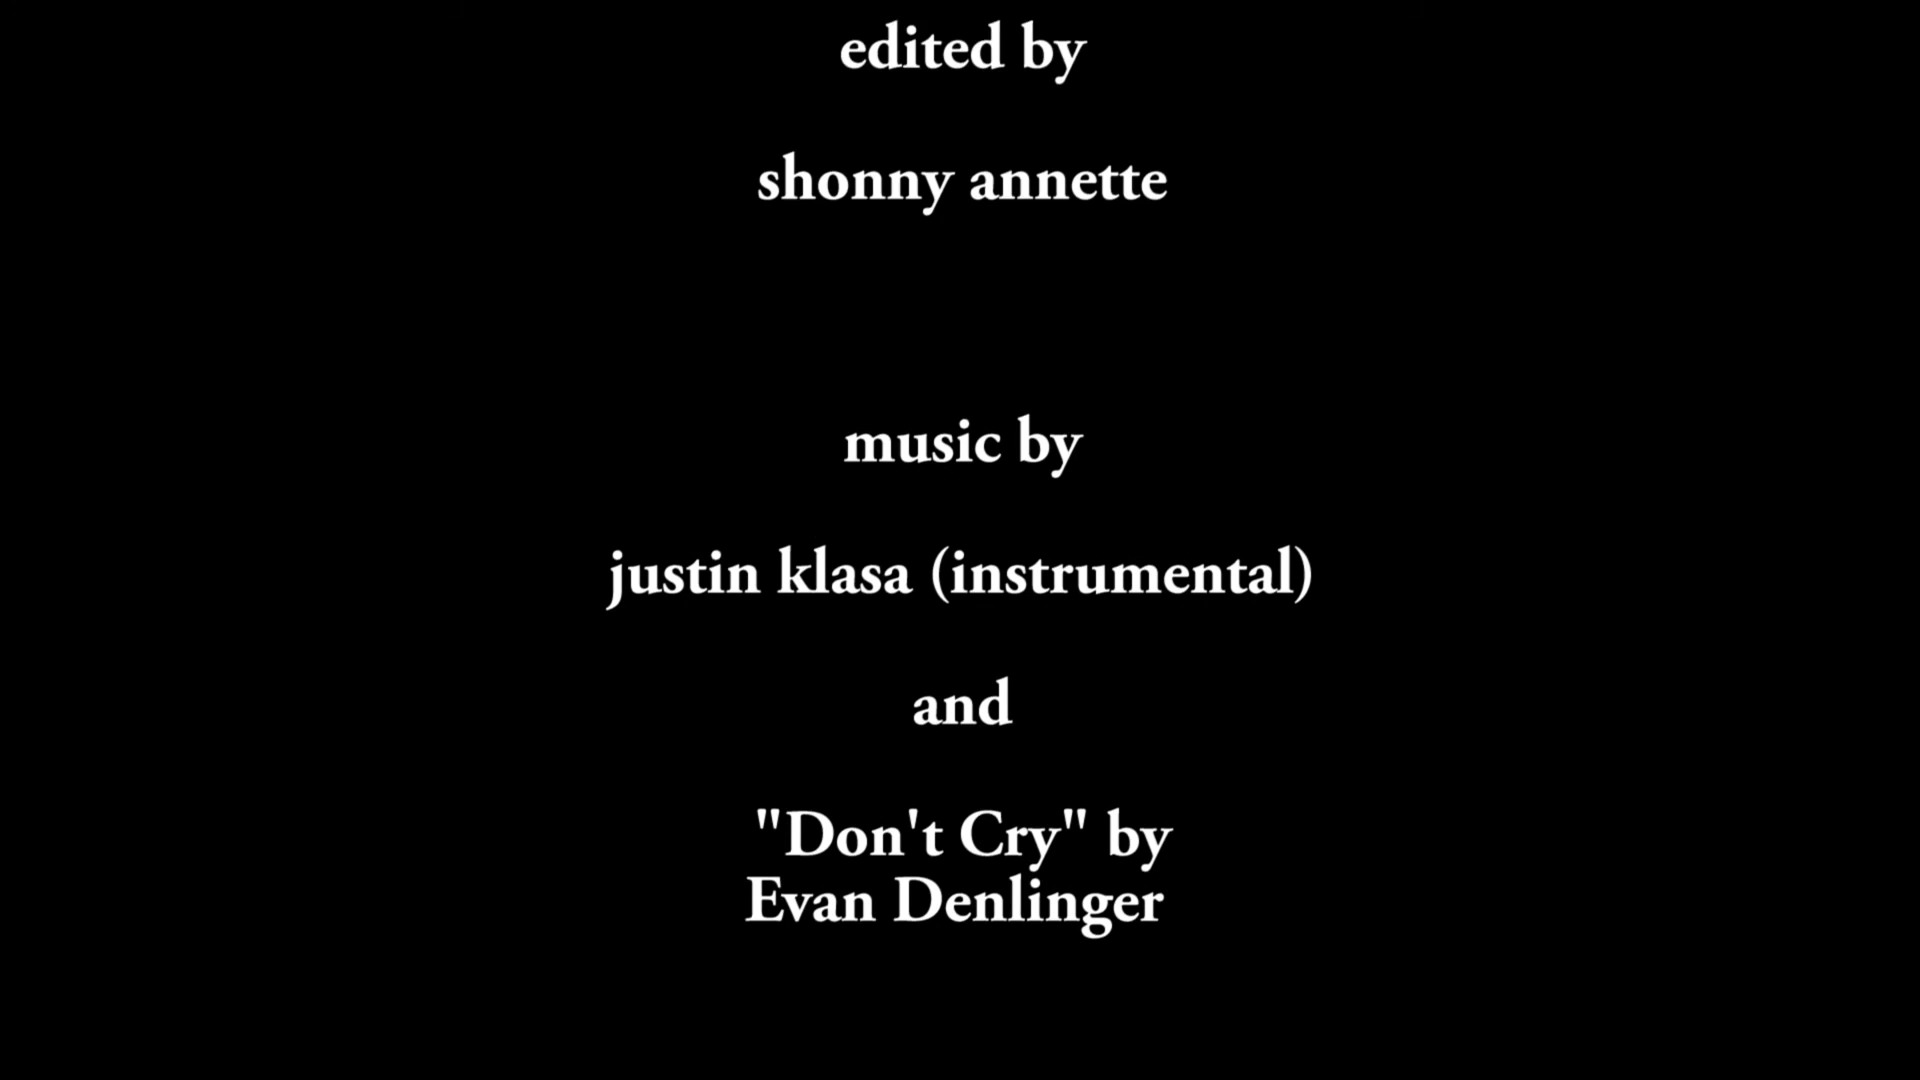 edited by
shonny annette
music by
justin klasa (instrumental)
and
"Don't Cry" by
Evan Denlinger